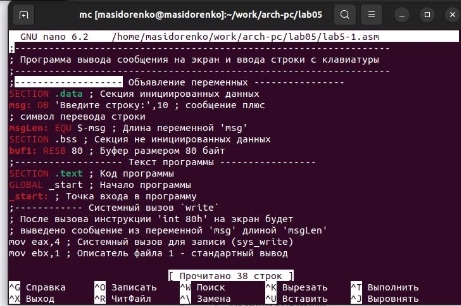 mc [masidorenko@masidorenko]:~/work/arch-pc/lab05
GNU nano 6.2 /home/masidorenko/work/arch-pc/lab05/lab5-1.asm
;---------------------------------------------------------
; Программа вывода сообщения на экран и ввода строки с клавиатуры
;---------------------------------------------------------
;------------------- Объявление переменных ----------------
SECTION .data ; Секция инициированных данных
msg: DB 'Введите строку:',10 ; сообщение плюс
; символ перевода строки
msgLen: EQU $-msg ; Длина переменной 'msg'
SECTION .bss ; Секция не инициированных данных
buf1: RESB 80 ; Буфер размером 80 байт
;------------------- Текст программы -----------------
SECTION .text ; Код программы
GLOBAL _start ; Начало программы
_start: ; Точка входа в программу
;------------ Cистемный вызов `write`
; После вызова инструкции 'int 80h' на экран будет
; выведено сообщение из переменной 'msg' длиной 'msgLen'
mov eax,4 ; Системный вызов для записи (sys_write)
mov ebx,1 ; Описатель файла 1 - стандартный вывод
[ Прочитано 38 строк ]
^G Справка ^O Записать ^W Поиск ^K Вырезать ^T Выполнить
^X Выход ^R ЧитФайл ^\ Замена ^U Вставить ^J Выровнять